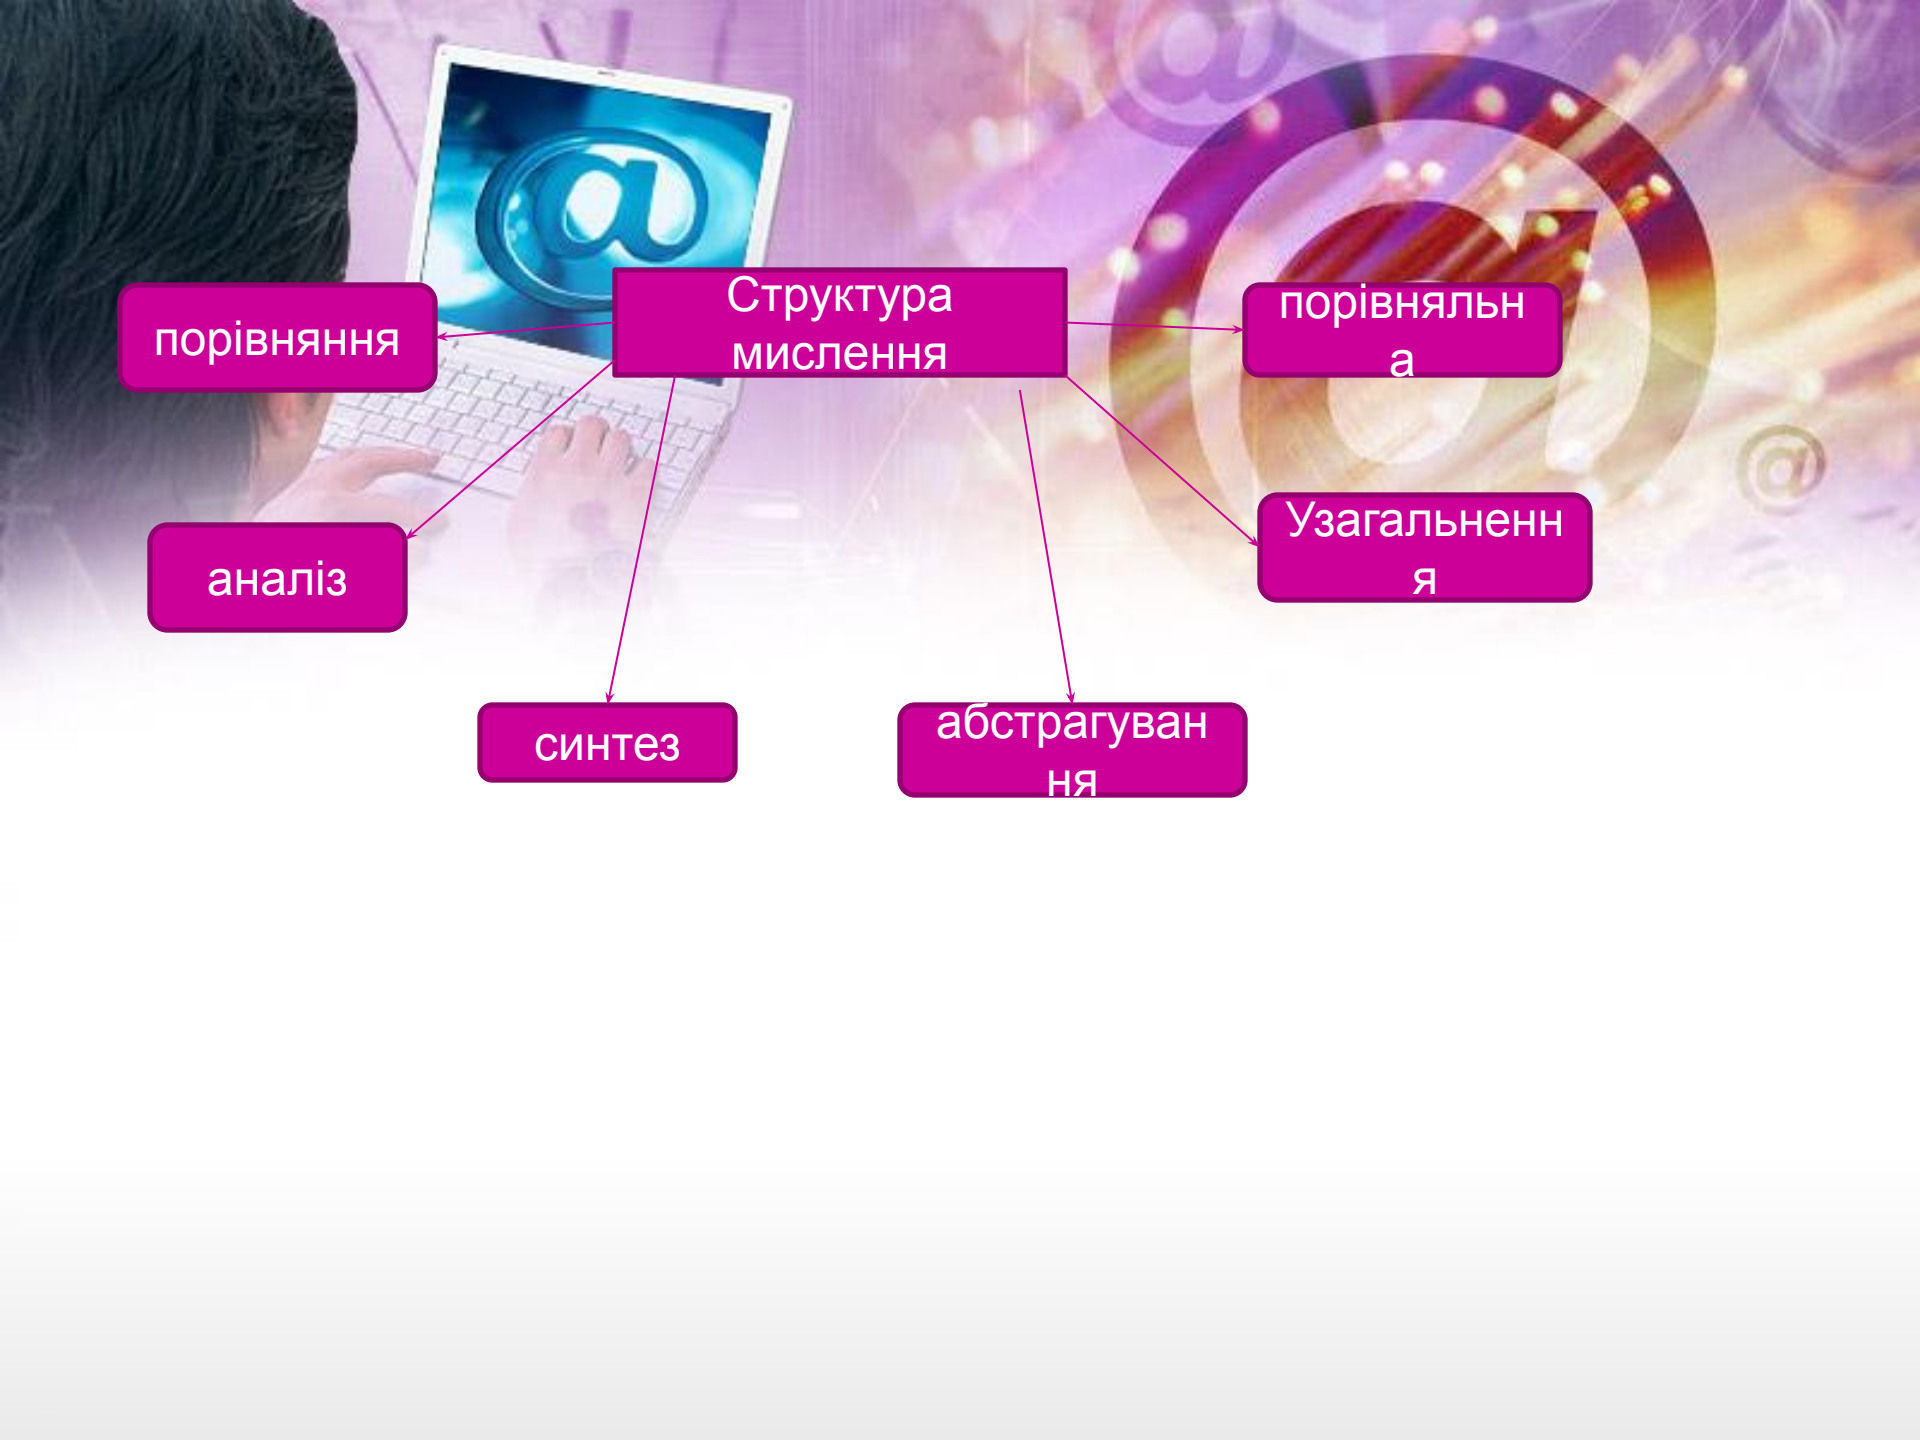 Структура
мислення
порівняння
порівняльн
а
аналіз
Узагальненн
я
синтез
абстрагуван
ня